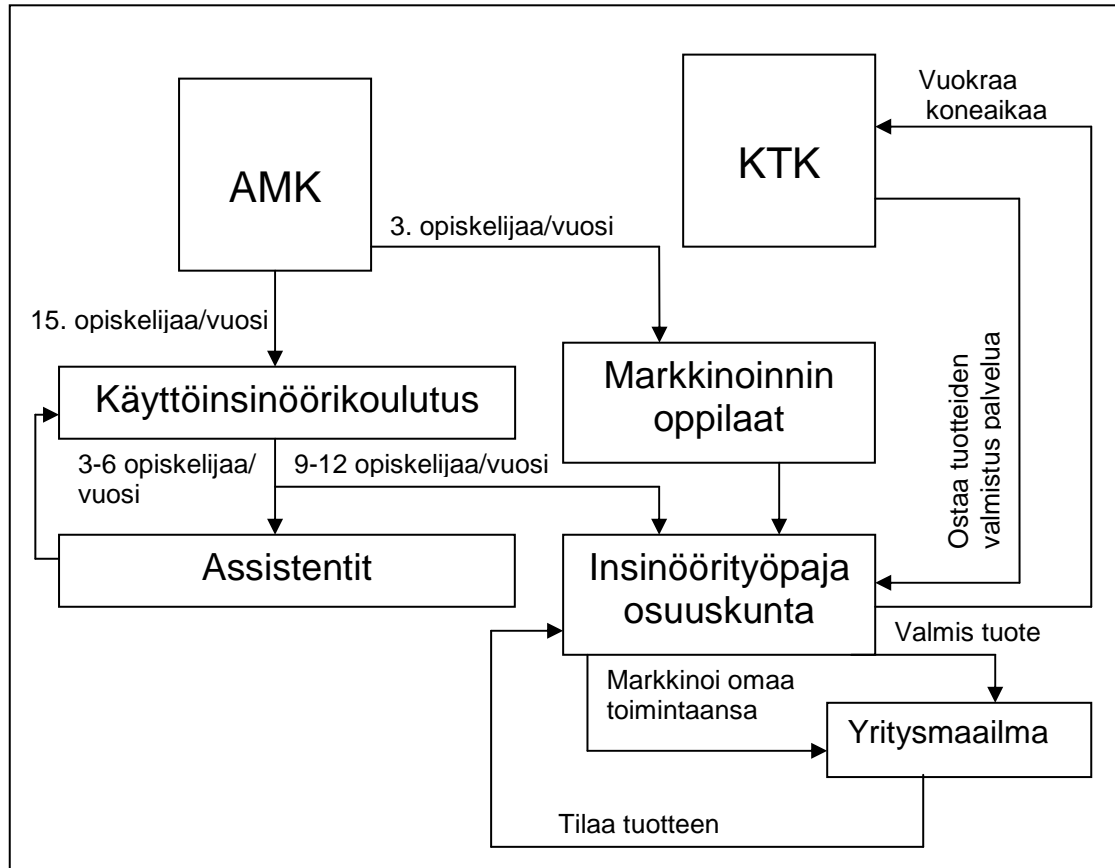 Vuokraa
koneaikaa
AMK
KTK
3. opiskelijaa/vuosi
15. opiskelijaa/vuosi
Käyttöinsinöörikoulutus
Markkinoinnin
oppilaat
Ostaa tuotteiden
valmistus palvelua
3-6 opiskelijaa/
vuosi
9-12 opiskelijaa/vuosi
Assistentit
Insinöörityöpaja
osuuskunta
Valmis tuote
Markkinoi omaa
toimintaansa
Yritysmaailma
Tilaa tuotteen